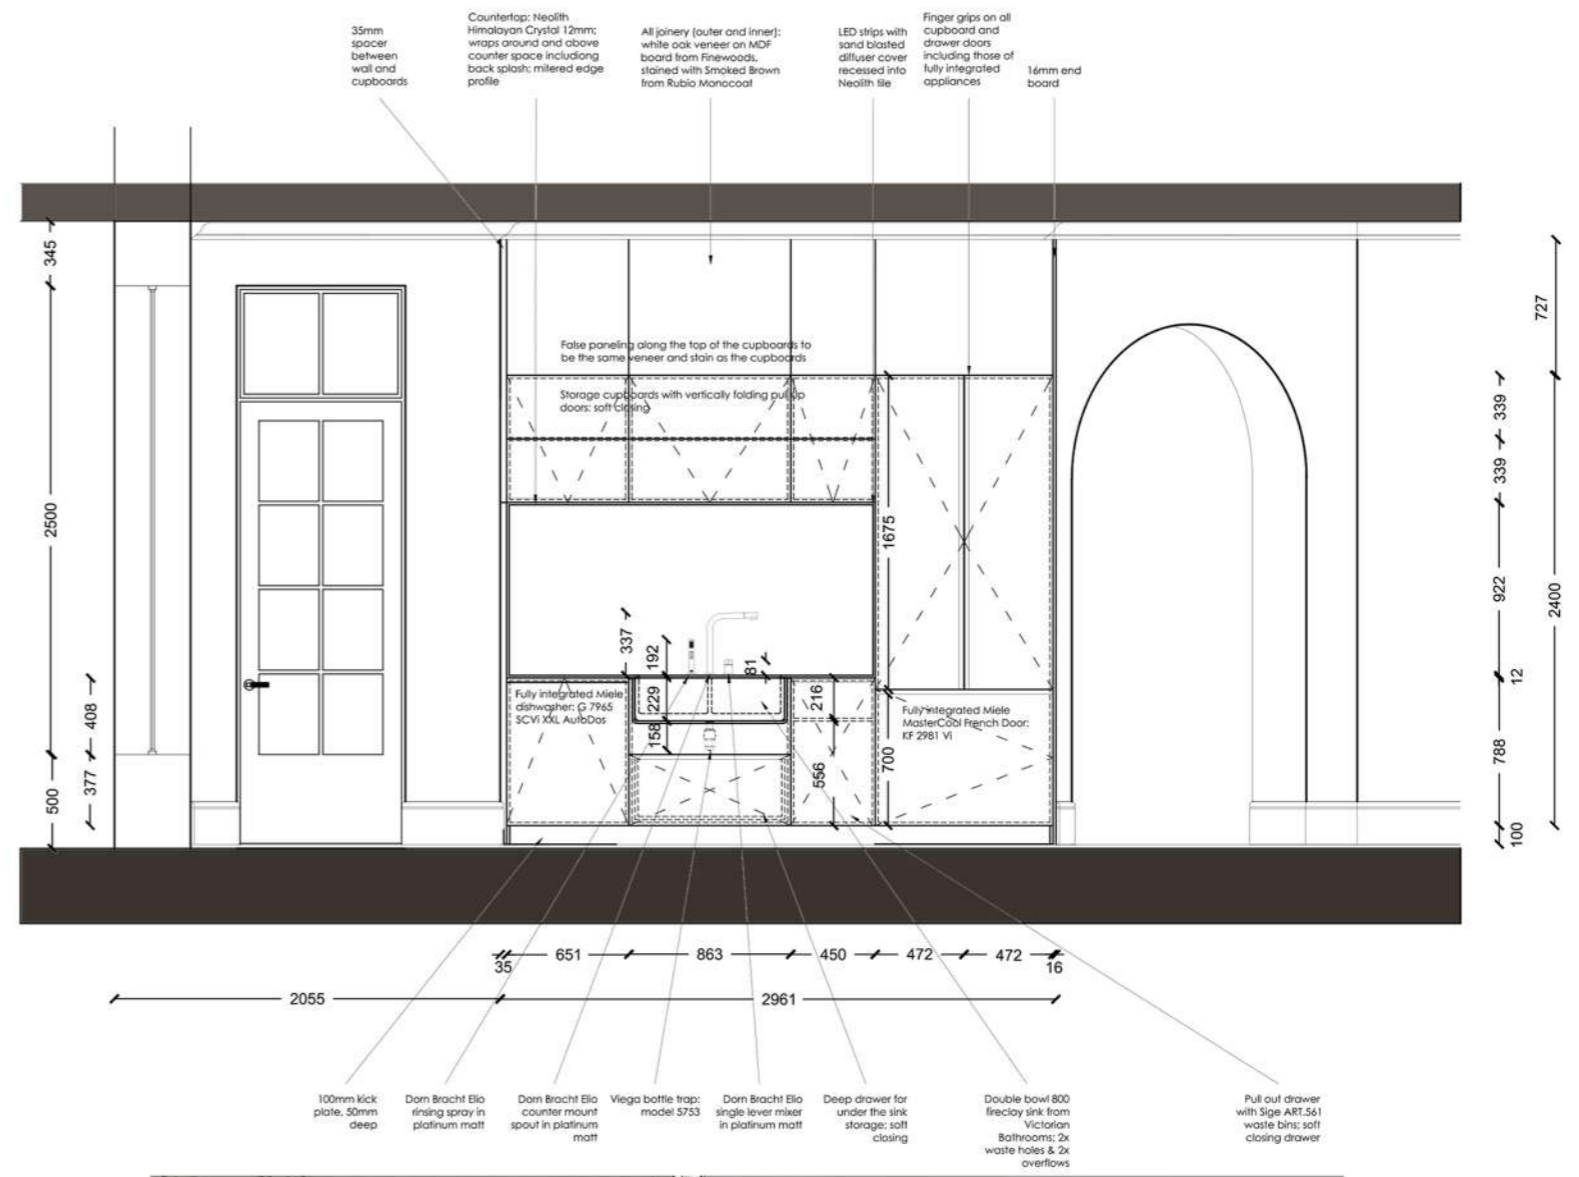 35mm
spacer
between
wall and
cupboards
Countertop: Neolith
Himalayan Crystal 12mm;
wraps around and above
counter space includiong
back splash; mitered edge
profile
All joinery (outer and inner):
white oak veneer on MDF
board from Finewoods,
stained with Smoked Brown
from Rubio Monocoat
LED strips with
sand blasted
diffuser cover
recessed into
Neolith tile
Finger grips on all
cupboard and
drawer doors
including those of
fully integrated
appliances
16mm end
board
345
2500
500
408
377
False paneling along the top of the cupboards to
be the same veneer and stain as the cupboards
Storage cupboards with vertically folding pull up
doors: soft closing
1675
337
192
81
229
158
216
556
700
Fully integrated Miele
dishwasher: G 7965
SCVi XXL AutoDos
Fully integrated Miele
MasterCool French Door:
KF 2981 Vi
727
339
339
922
2400
12
788
100
35
651
863
450
472
472
16
2055
2961
100mm kick
plate, 50mm
deep
Dorn Bracht Elio
rinsing spray in
platinum matt
Dorn Bracht Elio
counter mount
spout in platinum
matt
Viega bottle trap:
model 5753
Dorn Bracht Elio
single lever mixer
in platinum matt
Deep drawer for
under the sink
storage; soft
closing
Double bowl 800
fireclay sink from
Victorian
Bathrooms; 2x
waste holes & 2x
overflows
Pull out drawer
with Sige ART.561
waste bins; soft
closing drawer